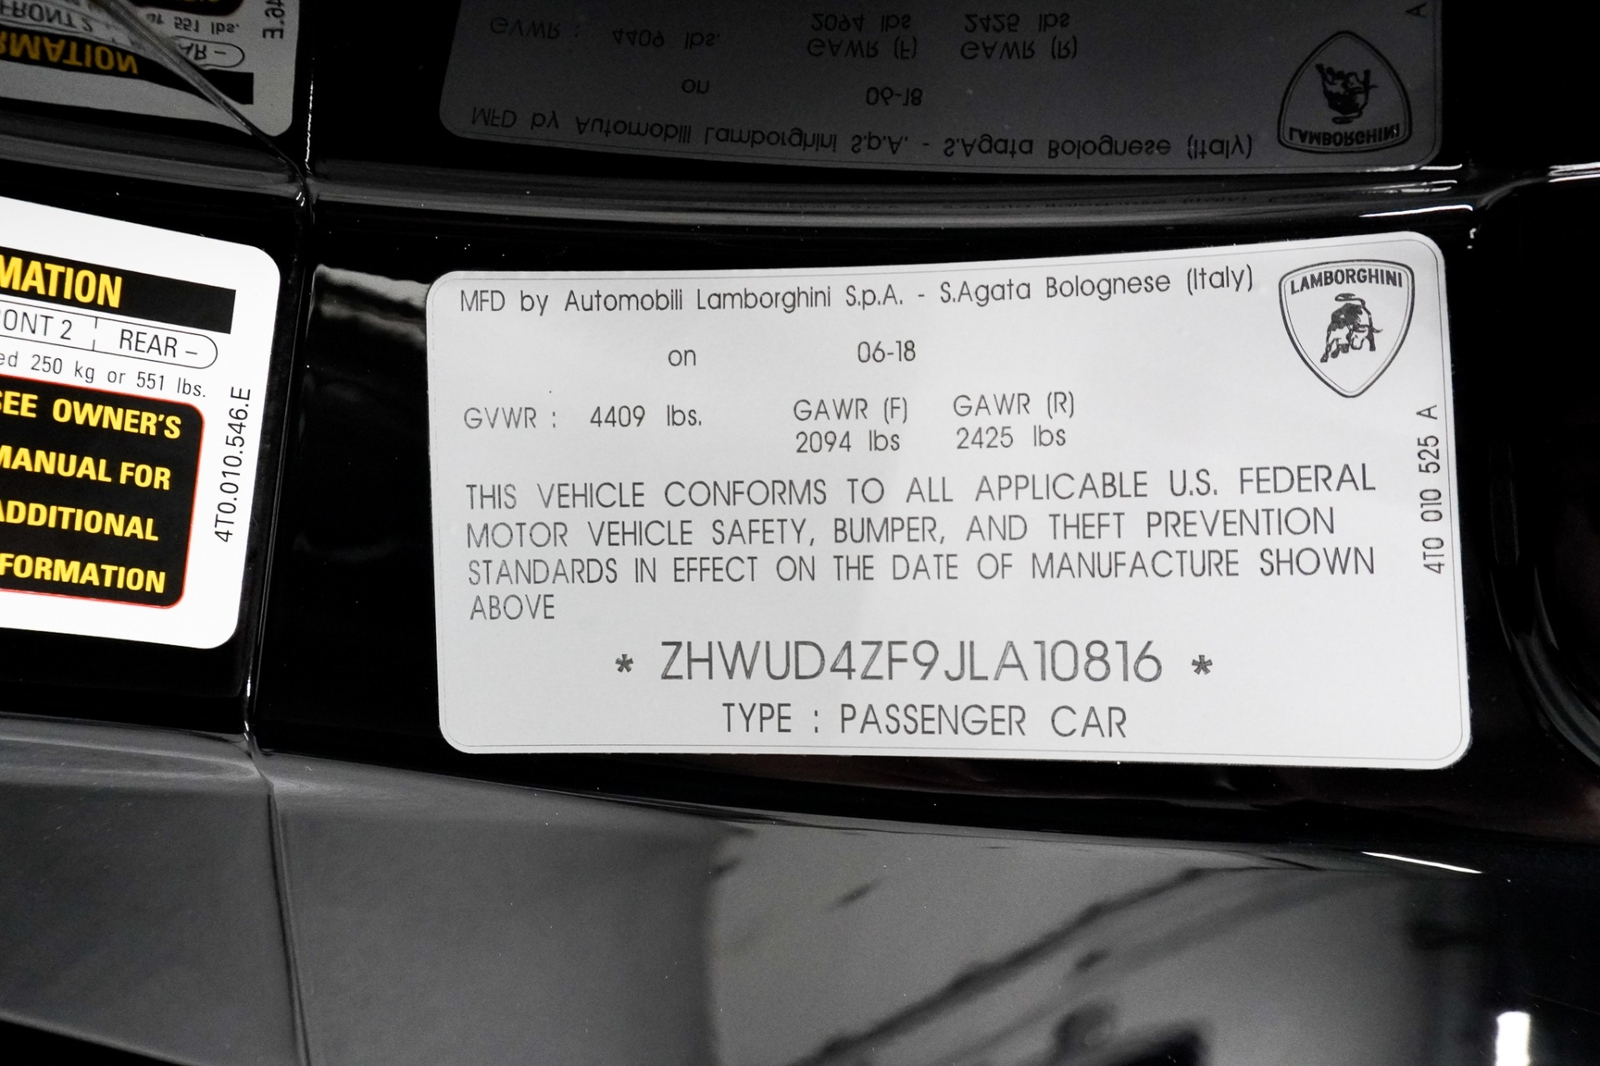 MATION
ONT 2 REAR –
ed 250 kg or 551 lbs.
SEE OWNER'S
MANUAL FOR
ADDITIONAL
FORMATION
4T0.010.546.E
MFD by Automobili Lamborghini S.p.A. - S.Agata Bolognese (Italy)
LAMBORGHINI
on 06-18
GVWR : 4409 lbs. GAWR (F) GAWR (R)
2094 lbs 2425 lbs
THIS VEHICLE CONFORMS TO ALL APPLICABLE U.S. FEDERAL
MOTOR VEHICLE SAFETY, BUMPER, AND THEFT PREVENTION
STANDARDS IN EFFECT ON THE DATE OF MANUFACTURE SHOWN
ABOVE
* ZHWUD4ZF9JLA10816 *
TYPE : PASSENGER CAR
4T0 010 525 A